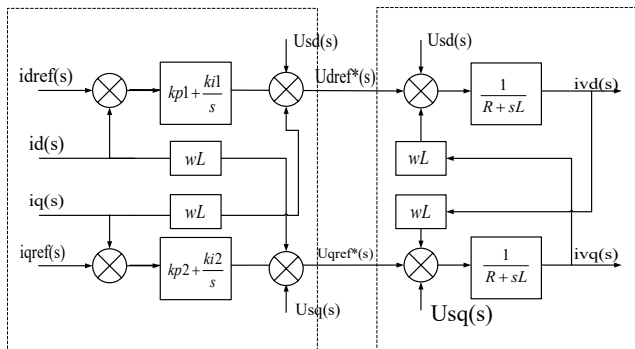 Usd(s)
Usd(s)
idref(s)
kp1+ki1/s
Udref*(s)
1/R+sL
ivd(s)
id(s)
wL
wL
iq(s)
wL
wL
iqref(s)
kp2+ki2/s
Uqref*(s)
1/R+sL
ivq(s)
Usq(s)
Usq(s)